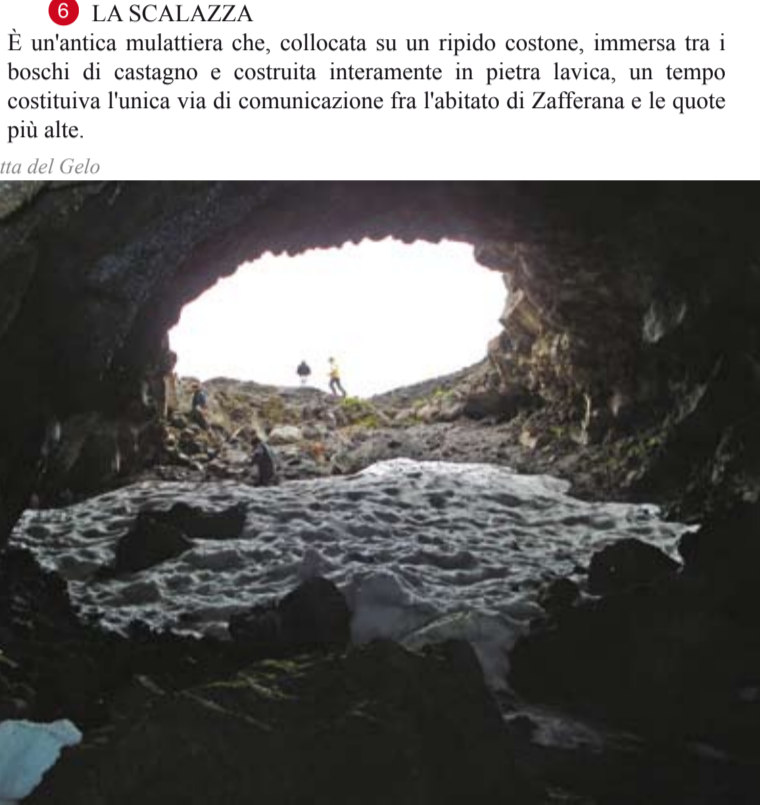 6 LA SCALAZZA
È un'antica mulattiera che, collocata su un ripido costone, immersa tra i
boschi di castagno e costruita interamente in pietra lavica, un tempo
costituiva l'unica via di comunicazione fra l'abitato di Zafferana e le quote
più alte.
tta del Gelo